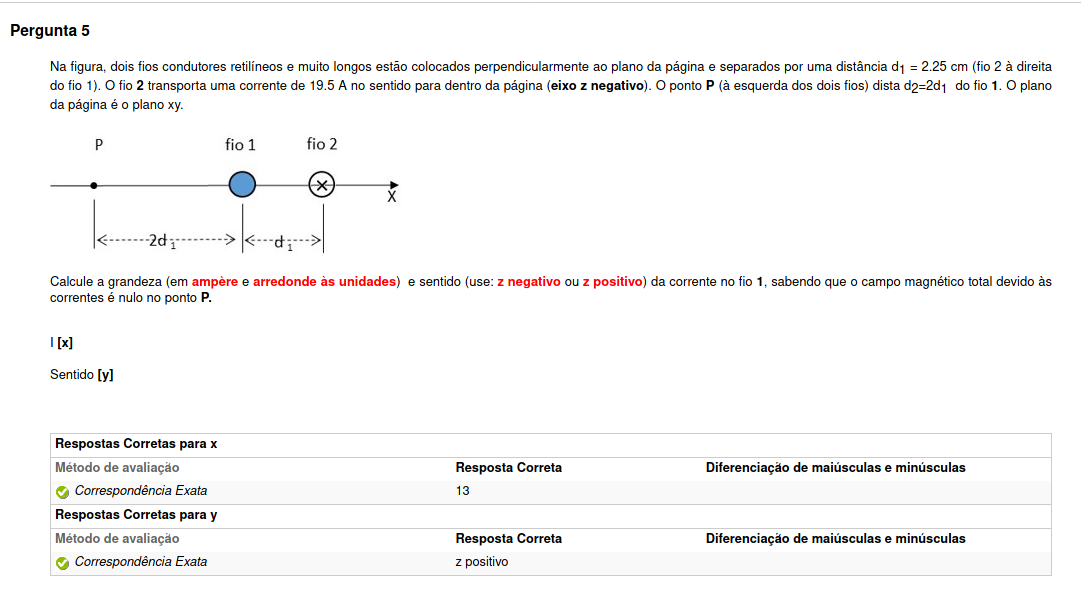 Pergunta 5
Na figura, dois fios condutores retilíneos e muito longos estão colocados perpendicularmente ao plano da página e separados por uma distância d1 = 2.25 cm (fio 2 à direita
do fio 1). O fio 2 transporta uma corrente de 19.5 A no sentido para dentro da página (eixo z negativo). O ponto P (à esquerda dos dois fios) dista d2=2d1 do fio 1. O plano
da página é o plano xy.
P fio 1 fio 2
X
2d1 d1
Calcule a grandeza (em ampère e arredonde às unidades) e sentido (use: z negativo ou z positivo) da corrente no fio 1, sabendo que o campo magnético total devido às
correntes é nulo no ponto P.
I [x]
Sentido [y]
Respostas Corretas para x
Método de avaliação Resposta Correta Diferenciação de maiúsculas e minúsculas
Correspondência Exata 13
Respostas Corretas para y
Método de avaliação Resposta Correta Diferenciação de maiúsculas e minúsculas
Correspondência Exata z positivo